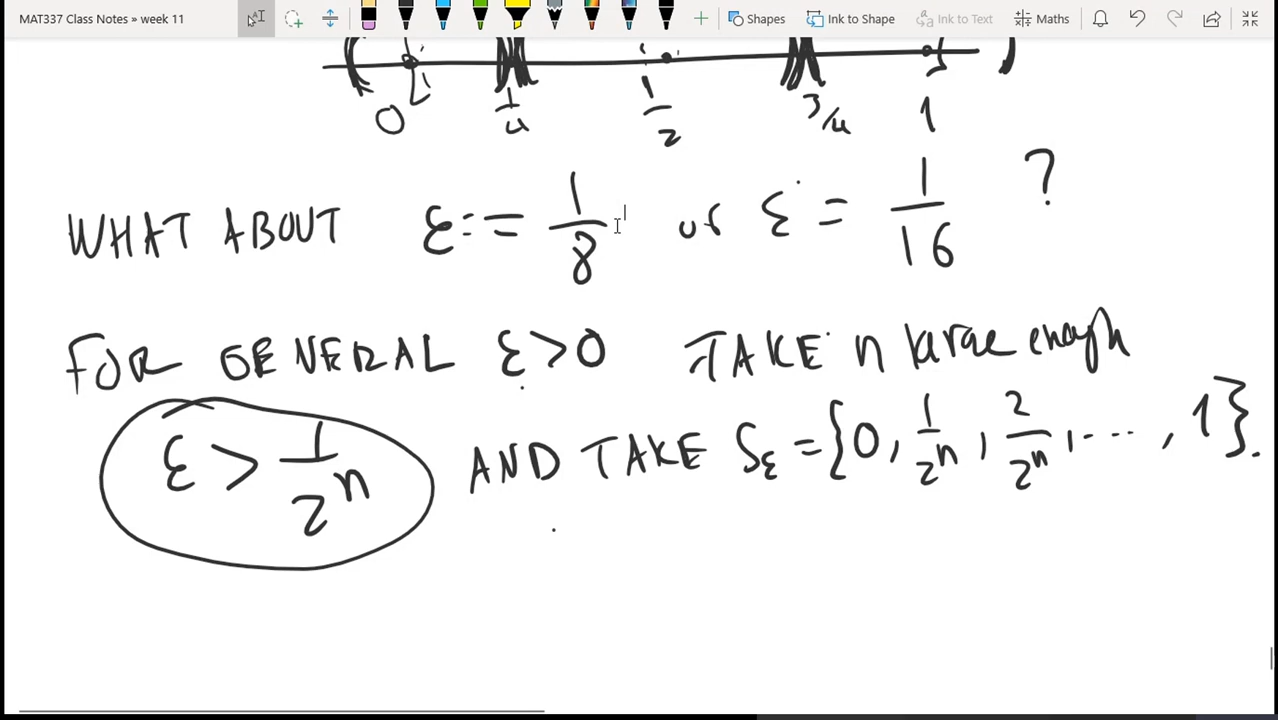 MAT337 Class Notes » week 11
Shapes Ink to Shape Ink to Text Maths
0 1/4 1/2 3/4 1
WHAT ABOUT ε = 1/8 or ε = 1/16 ?
FOR GENERAL ε>0 TAKE n large enough
ε > 1/2^n AND TAKE S_ε = {0, 1/2^n, 2/2^n, ..., 1}.